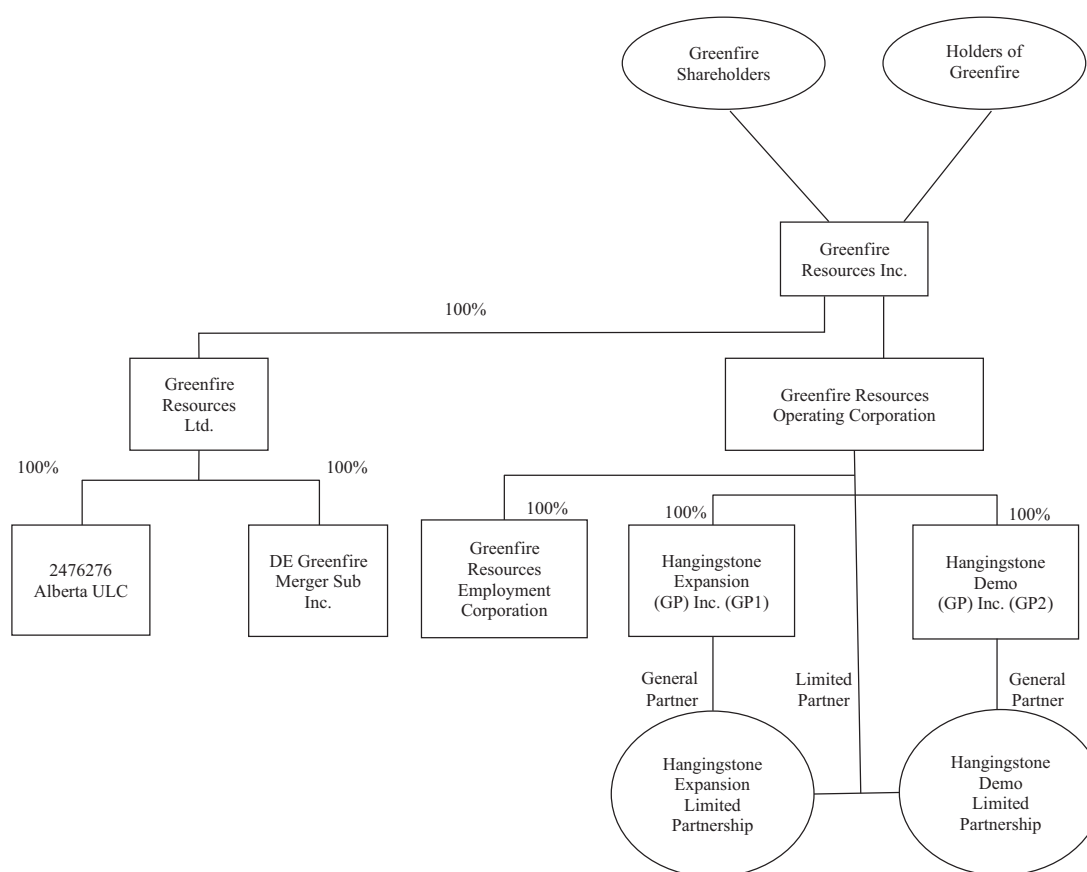 Greenfire
Shareholders
Holders of
Greenfire
Greenfire
Resources Inc.
100%
Greenfire
Resources
Ltd.
Greenfire Resources
Operating Corporation
100%
100%
100%
100%
100%
2476276
Alberta ULC
DE Greenfire
Merger Sub
Inc.
Greenfire
Resources
Employment
Corporation
Hangingstone
Expansion
(GP) Inc. (GP1)
Hangingstone
Demo
(GP) Inc. (GP2)
General
Partner
Limited
Partner
General
Partner
Hangingstone
Expansion
Limited
Partnership
Hangingstone
Demo
Limited
Partnership